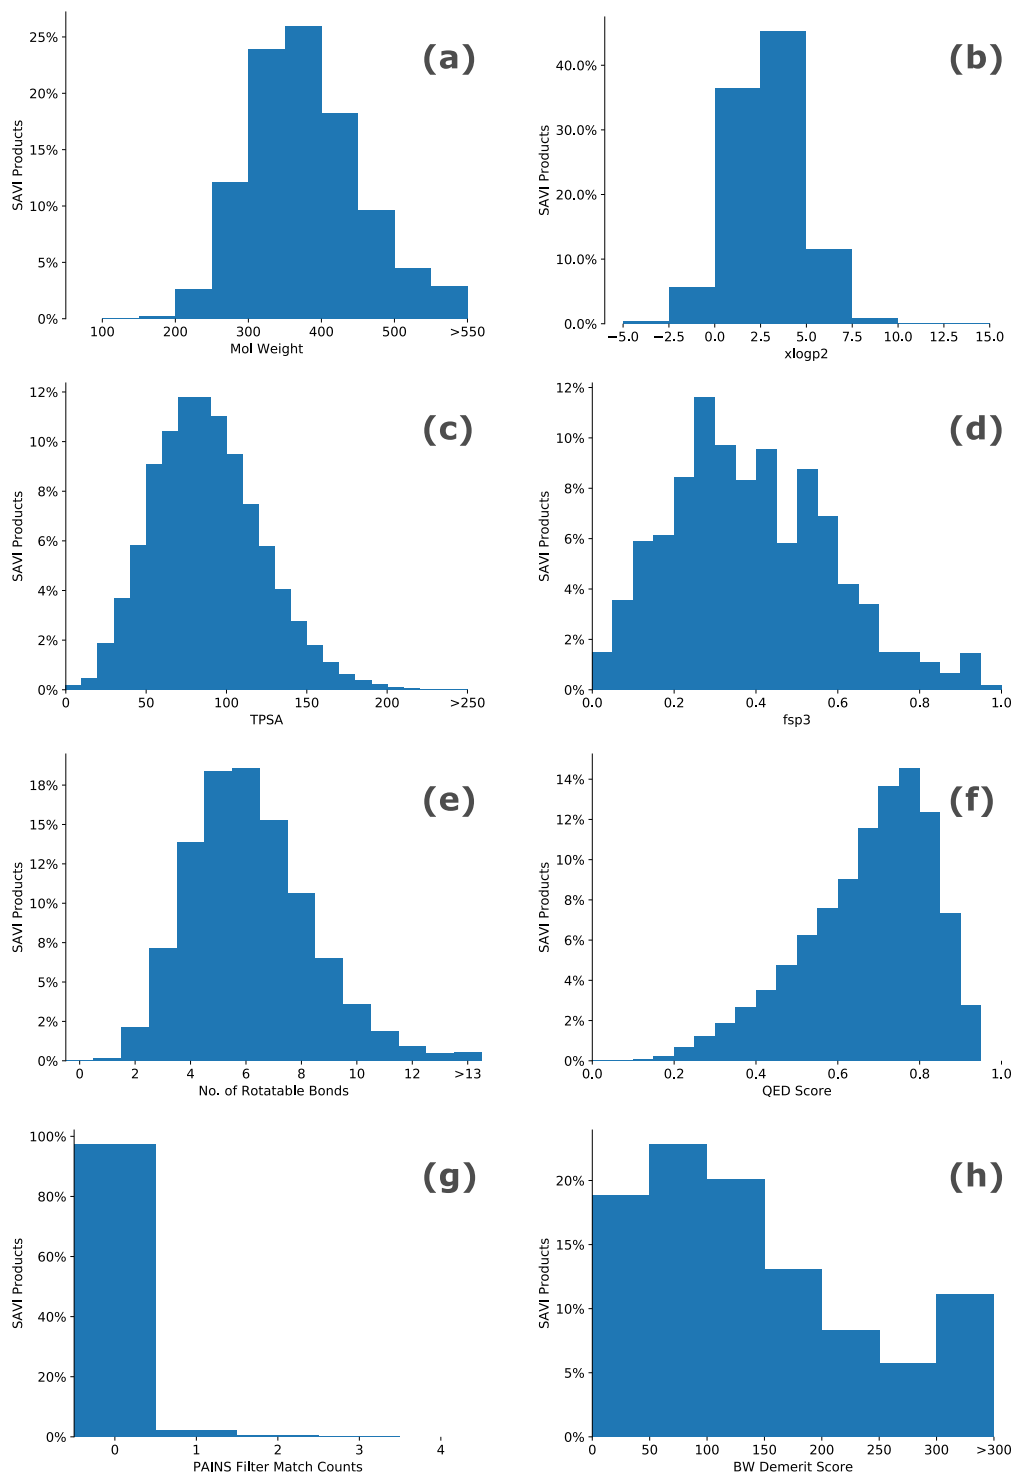 (a)
SAVI Products
25%
20%
15%
10%
5%
0%
100 200 300 400 500 >550
Mol Weight
(b)
SAVI Products
40.0%
30.0%
20.0%
10.0%
0.0%
−5.0 −2.5 0.0 2.5 5.0 7.5 10.0 12.5 15.0
xlogp2
(c)
SAVI Products
12%
10%
8%
6%
4%
2%
0%
0 50 100 150 200 >250
TPSA
(d)
SAVI Products
12%
10%
8%
6%
4%
2%
0%
0.0 0.2 0.4 0.6 0.8 1.0
fsp3
(e)
SAVI Products
18%
15%
12%
10%
8%
5%
2%
0%
0 2 4 6 8 10 12 >13
No. of Rotatable Bonds
(f)
SAVI Products
14%
12%
10%
8%
6%
4%
2%
0%
0.0 0.2 0.4 0.6 0.8 1.0
QED Score
(g)
SAVI Products
100%
80%
60%
40%
20%
0%
0 1 2 3 4
PAINS Filter Match Counts
(h)
SAVI Products
20%
15%
10%
5%
0%
0 50 100 150 200 250 300 >300
BW Demerit Score